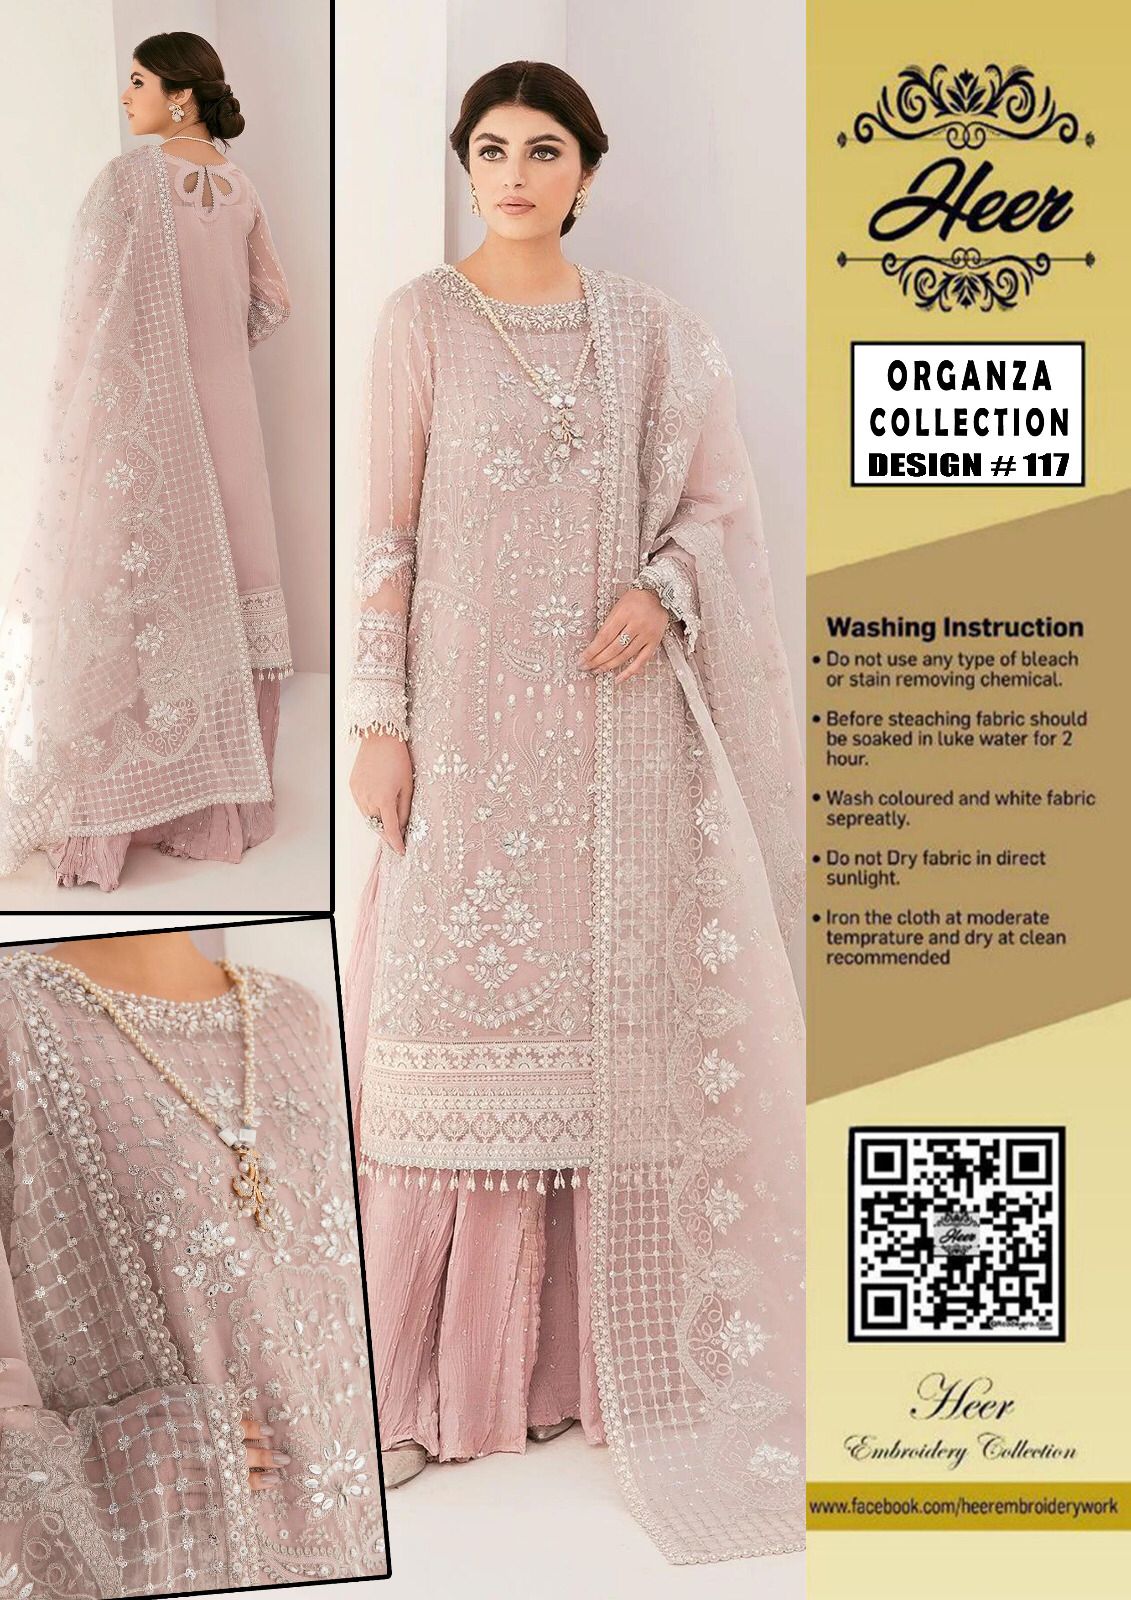 Heer
ORGANZA
COLLECTION
DESIGN # 117
Washing Instruction
• Do not use any type of bleach
or stain removing chemical.
• Before steaching fabric should
be soaked in luke water for 2
hour.
• Wash coloured and white fabric
sepreatly.
• Do not Dry fabric in direct
sunlight.
• Iron the cloth at moderate
temprature and dry at clean
recommended
Heer
Heer
Embroidery Collection
www.facebook.com/heerembroiderywork